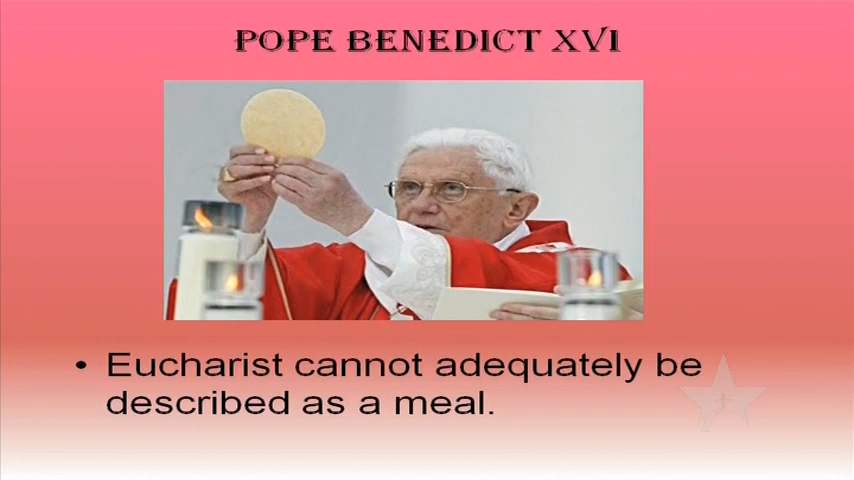 POPE BENEDICT XVI
• Eucharist cannot adequately be
described as a meal.